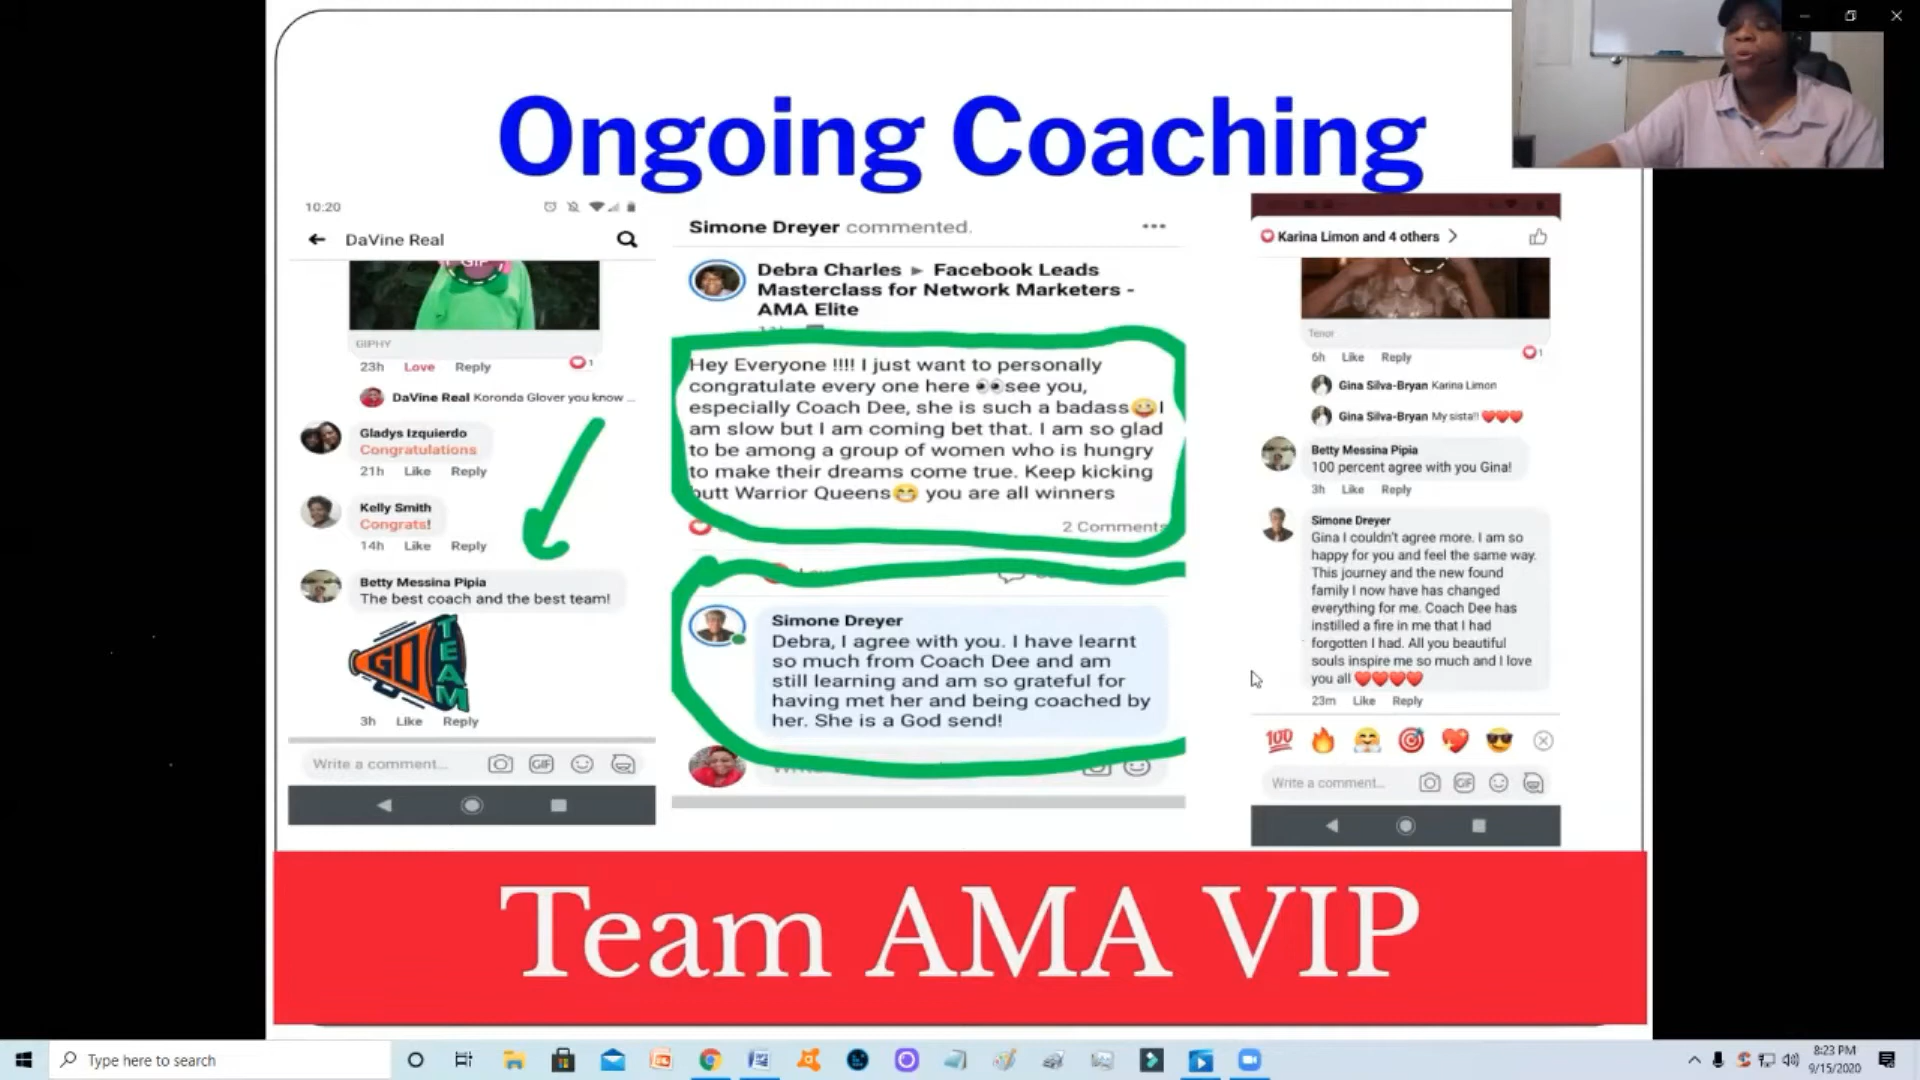 Ongoing Coaching
10:20
DaVine Real
GIF
GIPHY
23h Love Reply 1
DaVine Real Koronda Glover you know ...
Gladys Izquierdo
Congratulations
21h Like Reply
Kelly Smith
Congrats!
14h Like Reply
Betty Messina Pipia
The best coach and the best team!
GO TEAM
3h Like Reply
Write a comment...
GIF
Simone Dreyer commented.
Debra Charles ► Facebook Leads
Masterclass for Network Marketers -
AMA Elite
Hey Everyone !!!! I just want to personally
congratulate every one here 👀see you,
especially Coach Dee, she is such a badass😀I
am slow but I am coming bet that. I am so glad
to be among a group of women who is hungry
to make their dreams come true. Keep kicking
butt Warrior Queens😁 you are all winners
2 Comments
Simone Dreyer
Debra, I agree with you. I have learnt
so much from Coach Dee and am
still learning and am so grateful for
having met her and being coached by
her. She is a God send!
Karina Limon and 4 others
Tenor
6h Like Reply 1
Gina Silva-Bryan Karina Limon
Gina Silva-Bryan My sista!! ❤️❤️❤️
Betty Messina Pipia
100 percent agree with you Gina!
3h Like Reply
Simone Dreyer
Gina I couldn't agree more. I am so
happy for you and feel the same way.
This journey and the new found
family I now have has changed
everything for me. Coach Dee has
instilled a fire in me that I had
forgotten I had. All you beautiful
souls inspire me so much and I love
you all ❤️❤️❤️❤️
23m Like Reply
💯 🔥 🤗 🎯 💖 😎
Write a comment...
GIF
Team AMA VIP
Type here to search
8:23 PM
9/15/2020